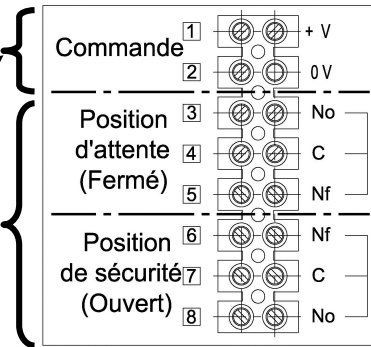 Commande
1 + V
2 0 V
Position
d'attente
(Fermé)
3 No
4 C
5 Nf
Position
de sécurité
(Ouvert)
6 Nf
7 C
8 No